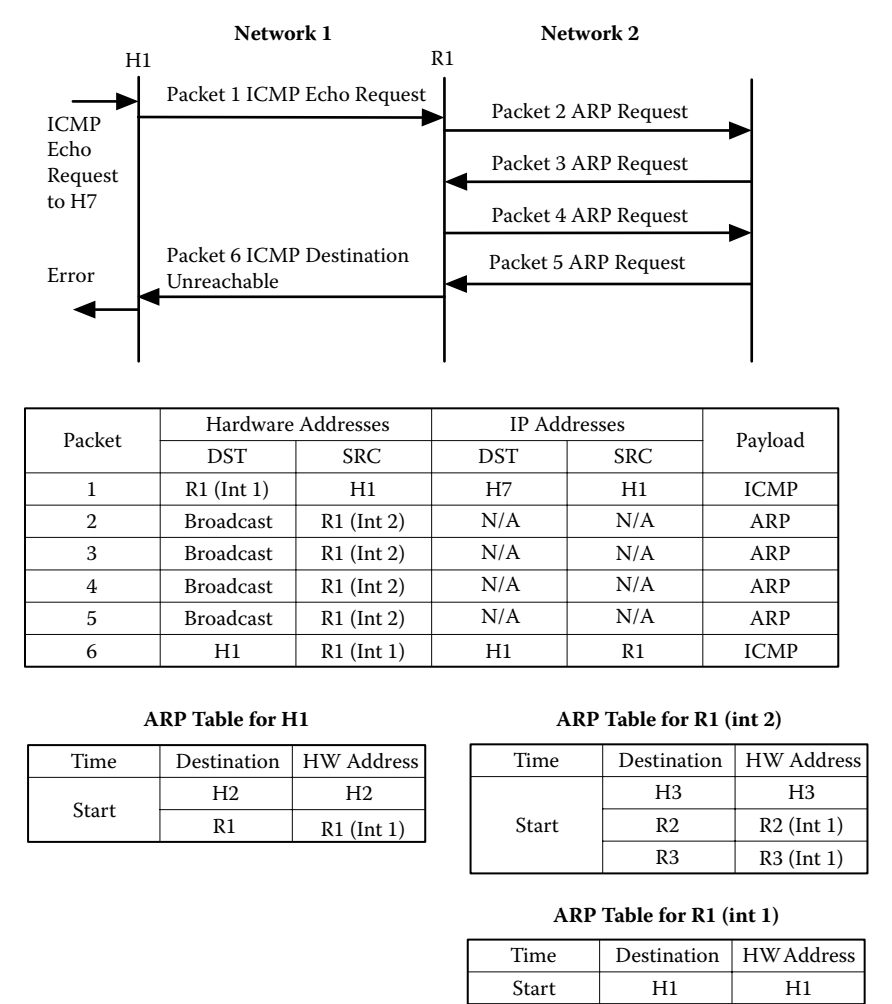 Network 1 Network 2
H1 R1
Packet 1 ICMP Echo Request
Packet 2 ARP Request
ICMP
Echo
Request
to H7
Packet 3 ARP Request
Packet 4 ARP Request
Packet 6 ICMP Destination
Unreachable
Packet 5 ARP Request
Error
Packet Hardware Addresses IP Addresses Payload
DST SRC DST SRC
1 R1 (Int 1) H1 H7 H1 ICMP
2 Broadcast R1 (Int 2) N/A N/A ARP
3 Broadcast R1 (Int 2) N/A N/A ARP
4 Broadcast R1 (Int 2) N/A N/A ARP
5 Broadcast R1 (Int 2) N/A N/A ARP
6 H1 R1 (Int 1) H1 R1 ICMP
ARP Table for H1
Time Destination HW Address
Start H2 H2
R1 R1 (Int 1)
ARP Table for R1 (int 2)
Time Destination HW Address
Start H3 H3
R2 R2 (Int 1)
R3 R3 (Int 1)
ARP Table for R1 (int 1)
Time Destination HW Address
Start H1 H1